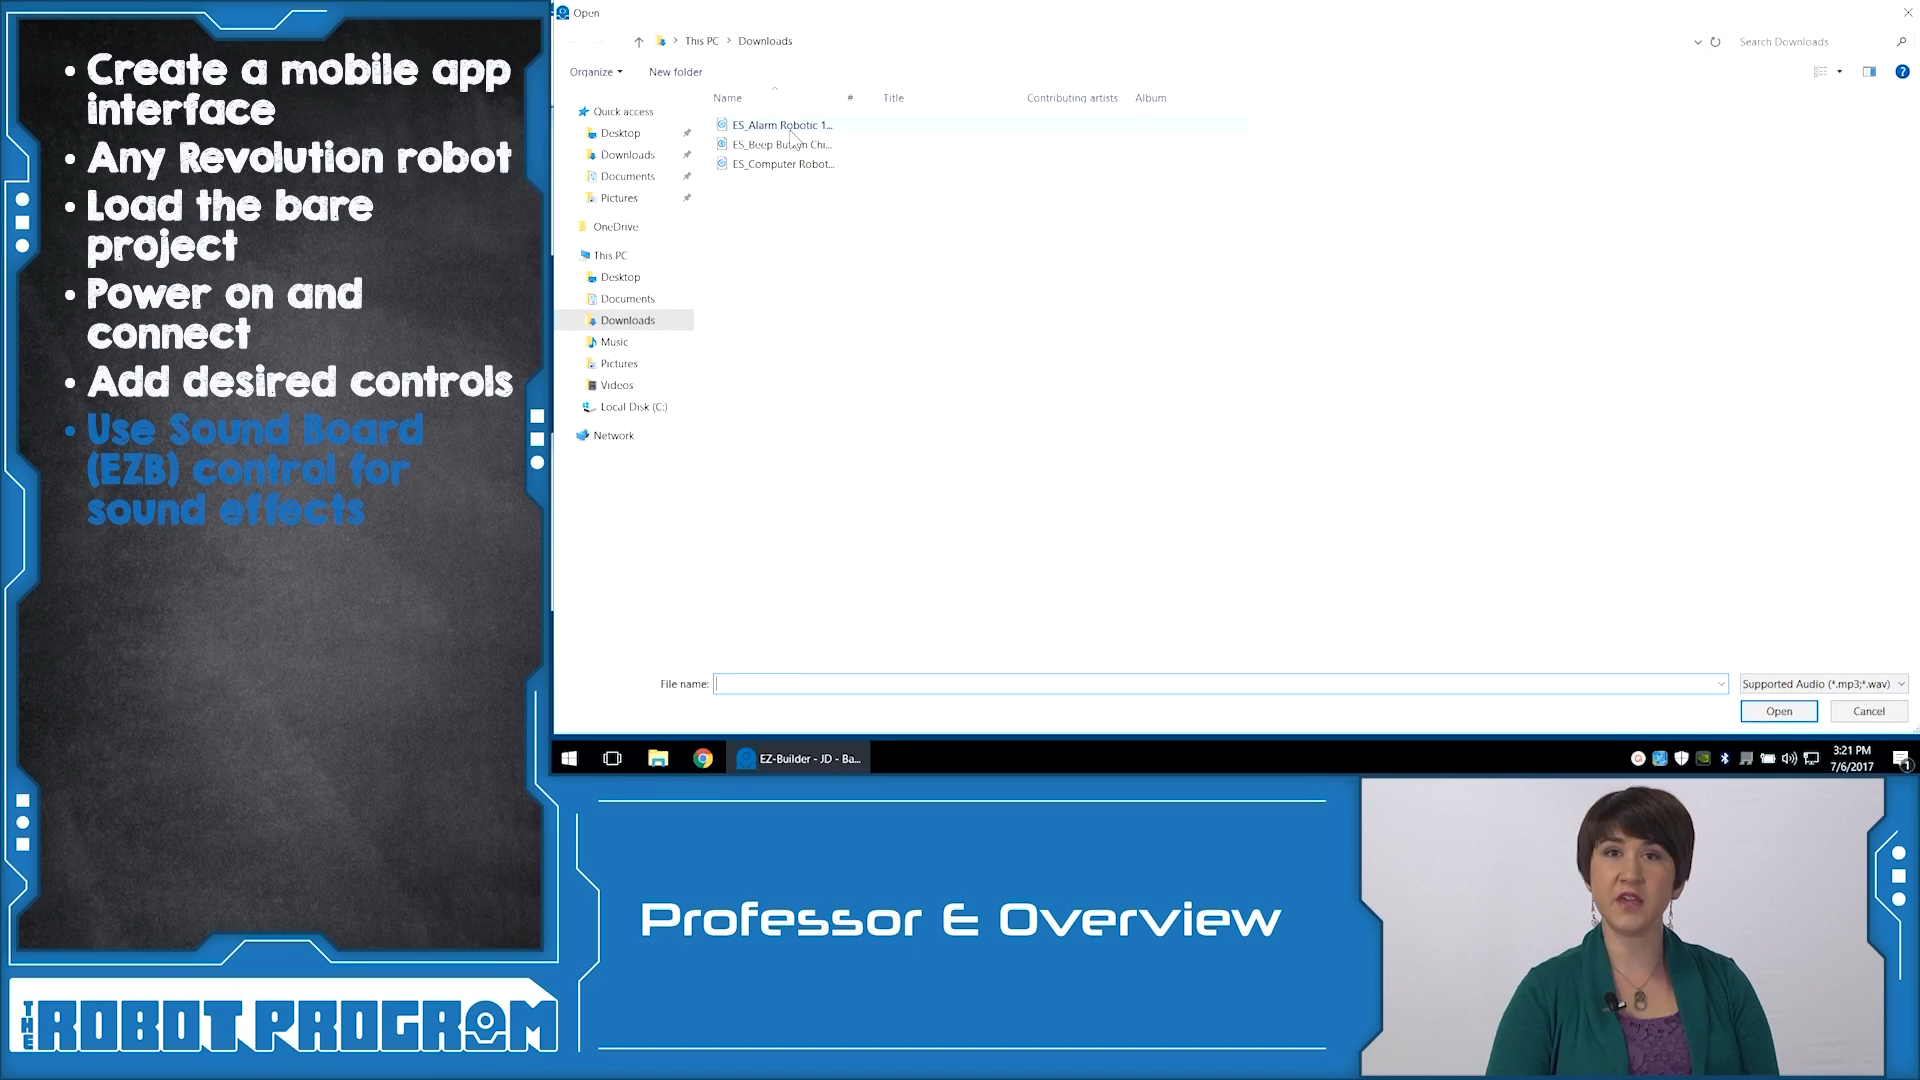 • Create a mobile app
interface
• Any Revolution robot
• Load the bare
project
• Power on and
connect
• Add desired controls
• Use Sound Board
(EZB) control for
sound effects
THE ROBOT PROGRAM
Open
This PC > Downloads
Search Downloads
Organize
New folder
Name # Title Contributing artists Album
Quick access
Desktop
Downloads
Documents
Pictures
OneDrive
This PC
Desktop
Documents
Downloads
Music
Pictures
Videos
Local Disk (C:)
Network
ES_Alarm Robotic 1...
ES_Beep Button Chi...
ES_Computer Robot...
File name:
Supported Audio (*.mp3;*.wav)
Open Cancel
EZ-Builder - JD - Ba...
3:21 PM
7/6/2017
1
Professor E Overview